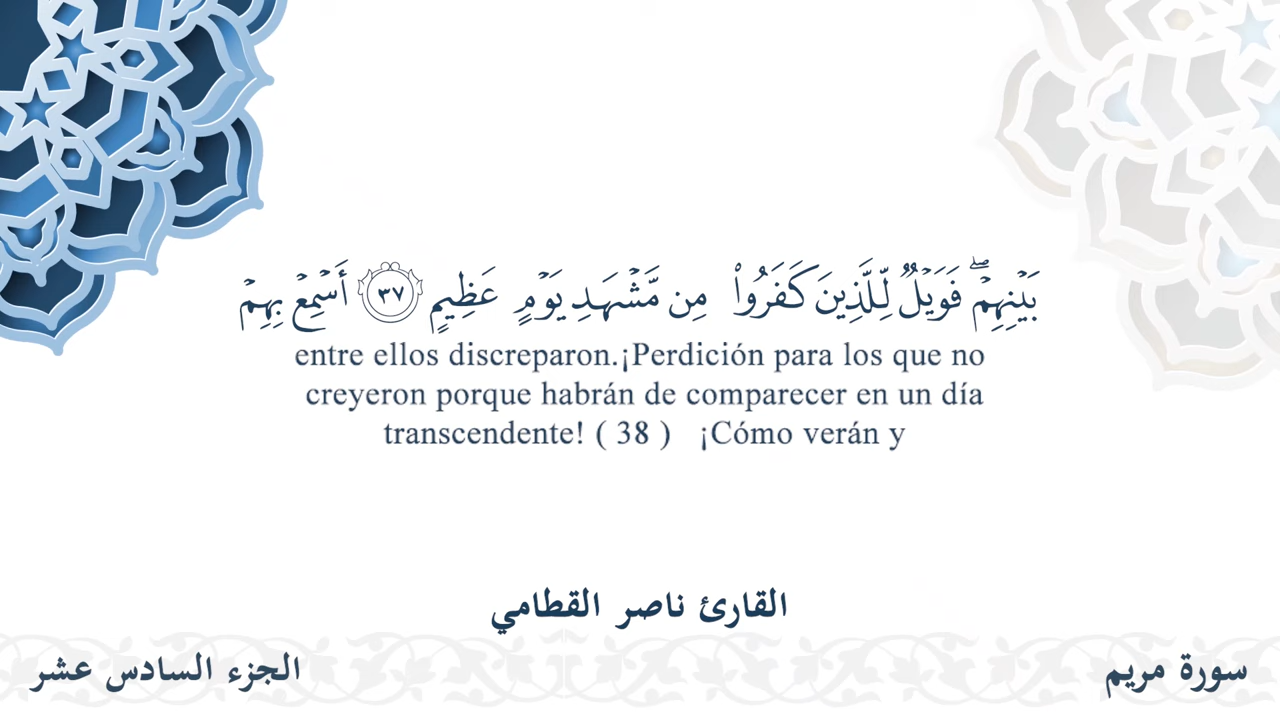 بَيْنِهِمْۖ فَوَيْلٌ لِّلَّذِينَ كَفَرُوا۟ مِن مَّشْهَدِ يَوْمٍ عَظِيمٍ ٣٧ أَسْمِعْ بِهِمْ
entre ellos discreparon.¡Perdición para los que no
creyeron porque habrán de comparecer en un día
transcendente! ( 38 ) ¡Cómo verán y
القارئ ناصر القطامي
سورة مريم
الجزء السادس عشر